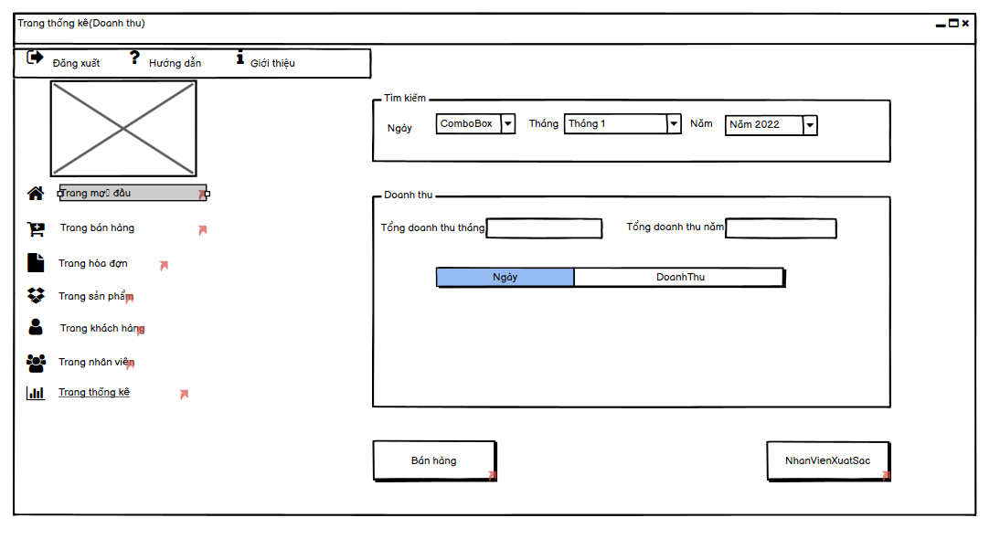 Trang thống kê(Doanh thu)
Đăng xuất ? Hướng dẫn i Giới thiệu
Tìm kiếm
Ngày ComboBox Tháng Tháng 1 Năm Năm 2022
Trang mợ đầu
Trang bán hàng
Trang hóa đợn
Trang sản phẩm
Trang khách hàng
Trang nhân viên
Trang thống kê
Doanh thu
Tổng doanh thu tháng Tổng doanh thu năm
Ngày DoanhThu
Bán hàng NhanVienXuatSac